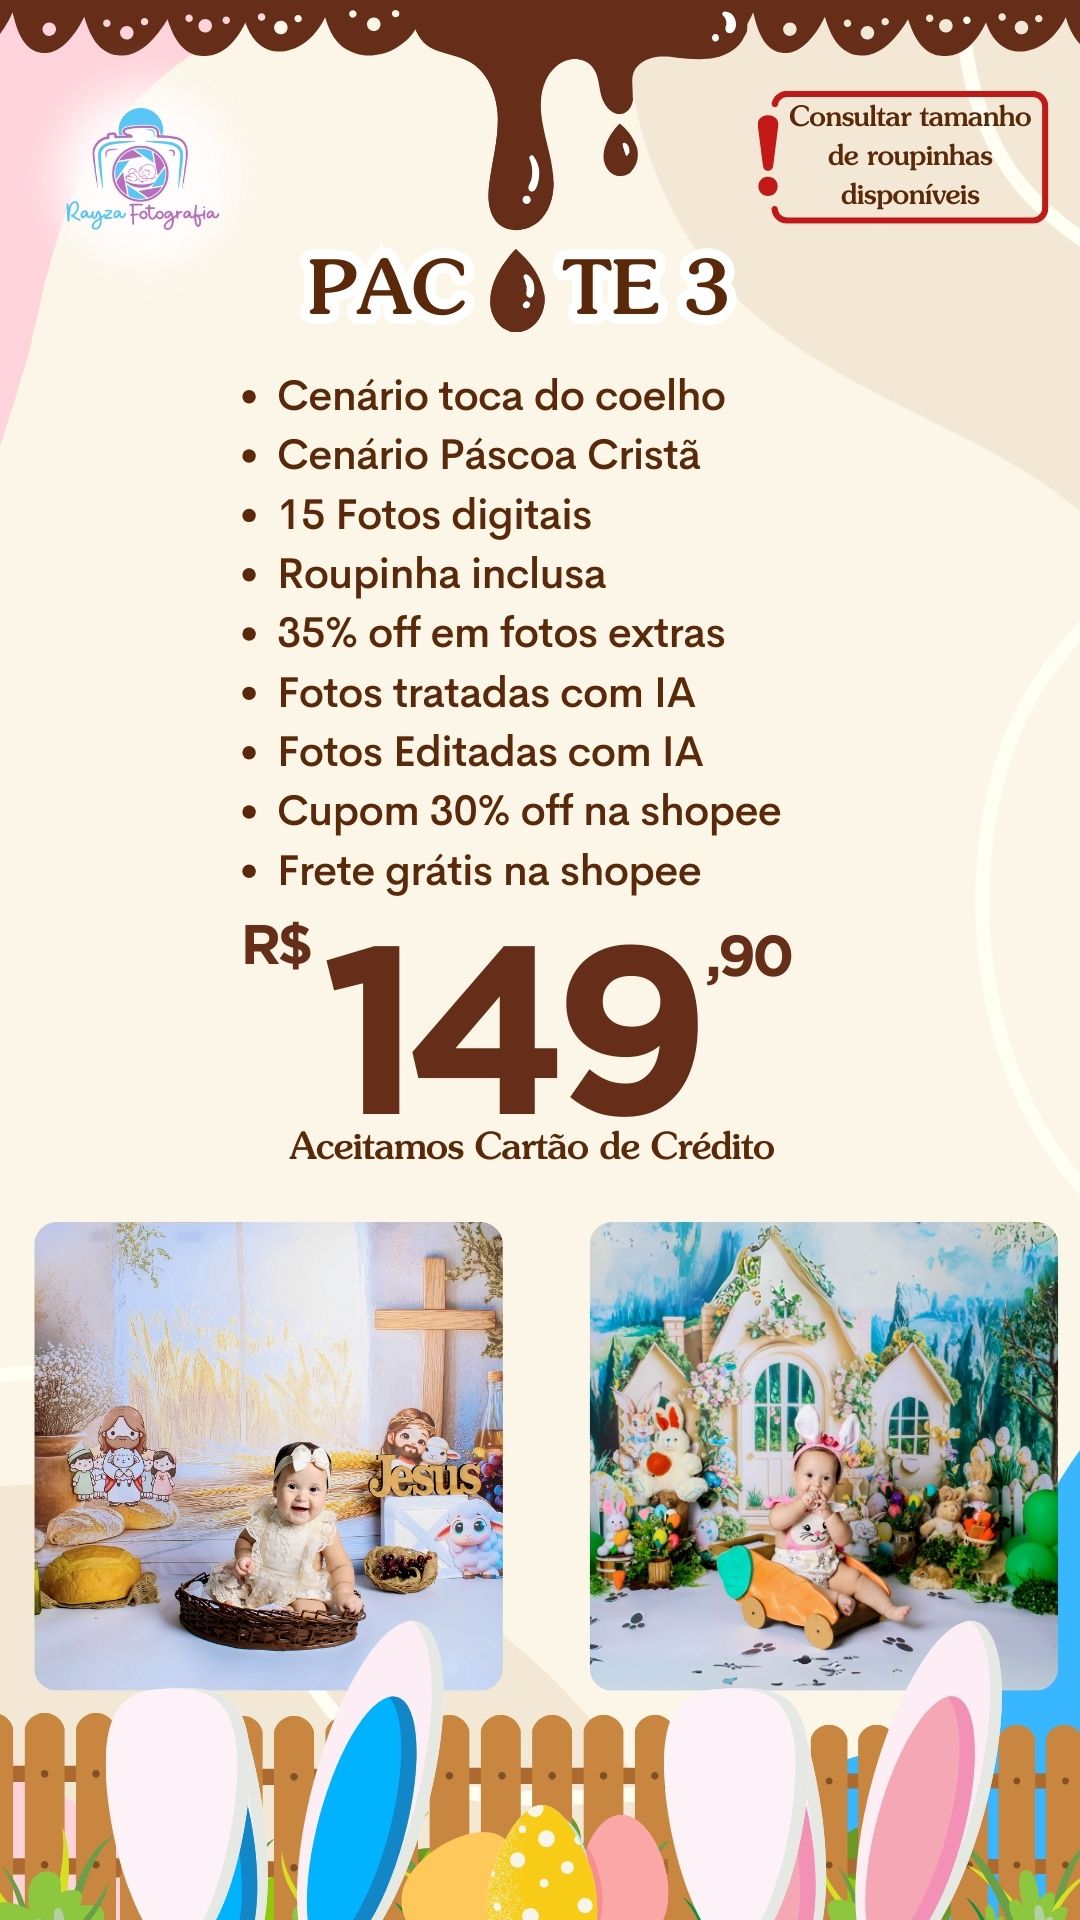 Consultar tamanho
de roupinhas
disponíveis
Rayza Fotografia
PAC TE 3
• Cenário toca do coelho
• Cenário Páscoa Cristã
• 15 Fotos digitais
• Roupinha inclusa
• 35% off em fotos extras
• Fotos tratadas com IA
• Fotos Editadas com IA
• Cupom 30% off na shopee
• Frete grátis na shopee
R$ 149,90
Aceitamos Cartão de Crédito
Jesus